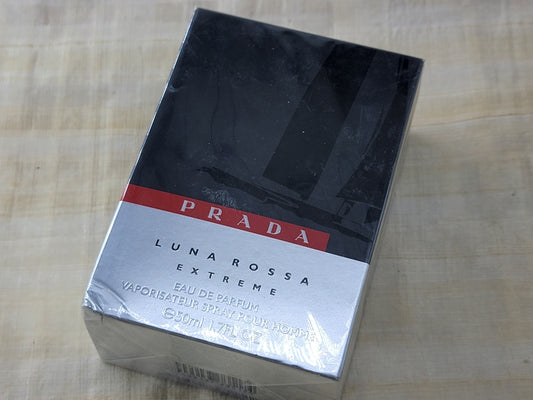 PRADA
LUNA ROSSA
EXTREME
EAU DE PARFUM
VAPORISATEUR SPRAY POUR HOMME
℮50ml 1.7FL OZ